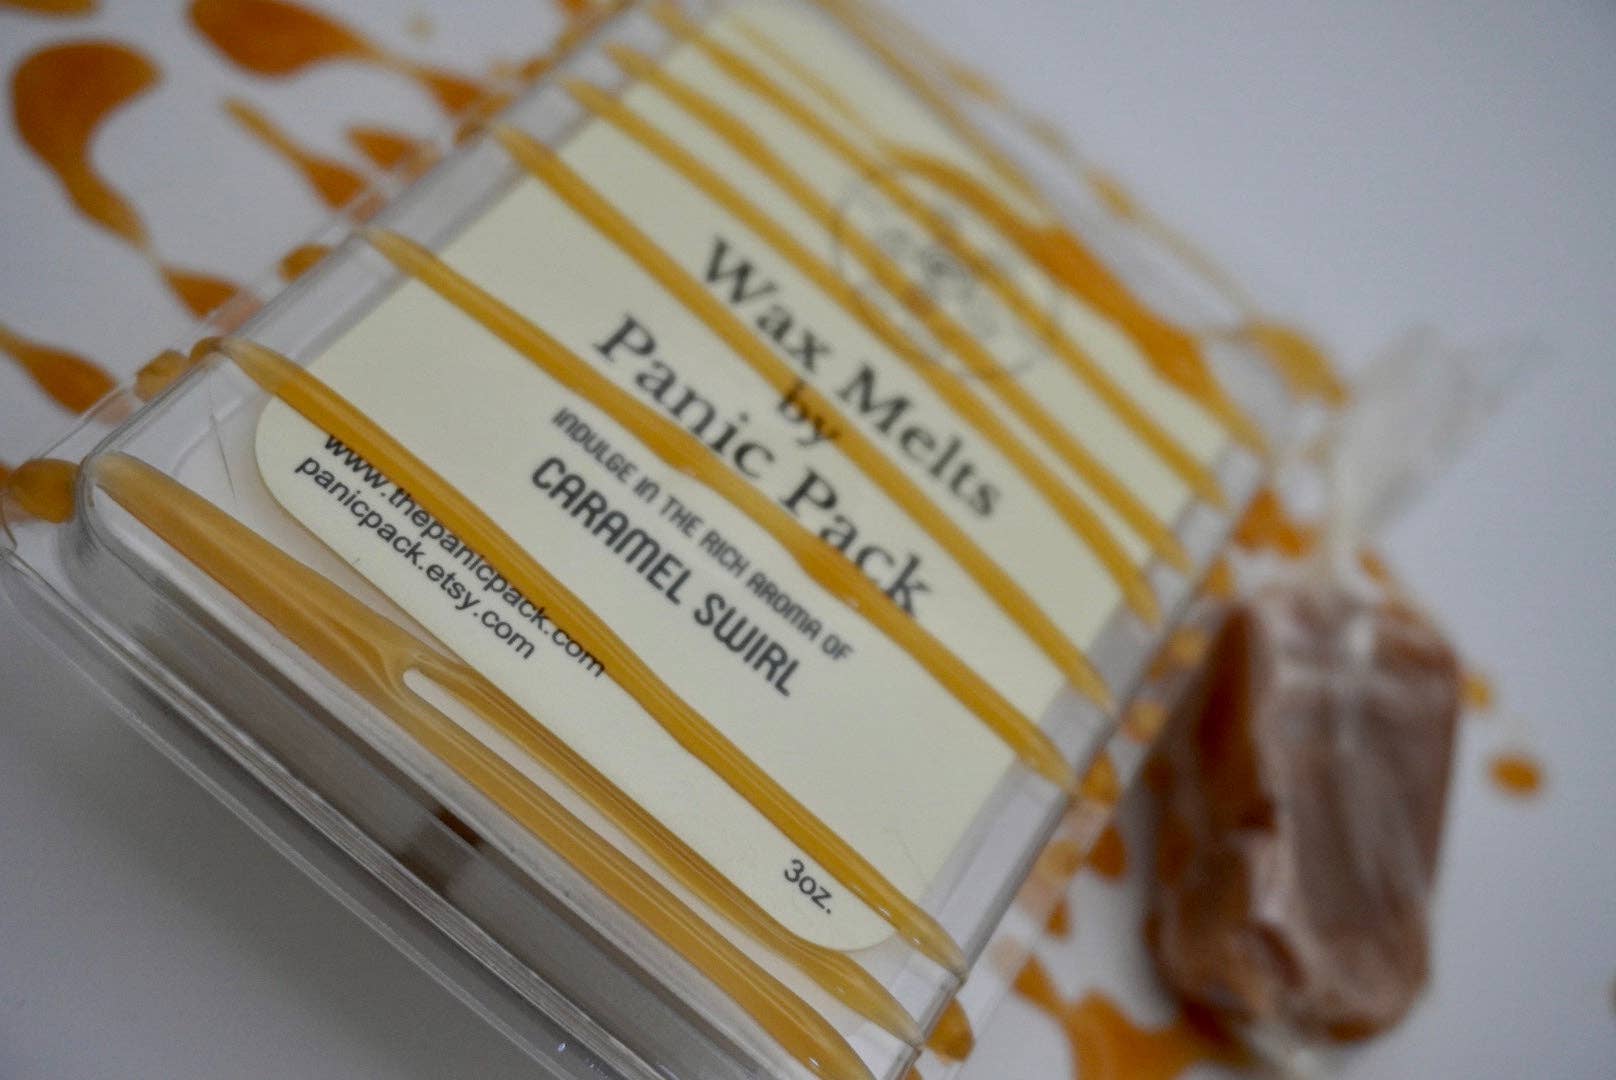 Wax Melts
by
Panic Pack
INDULGE IN THE RICH AROMA OF
CARAMEL SWIRL
www.thepanicpack.com
panicpack.etsy.com
3oz.